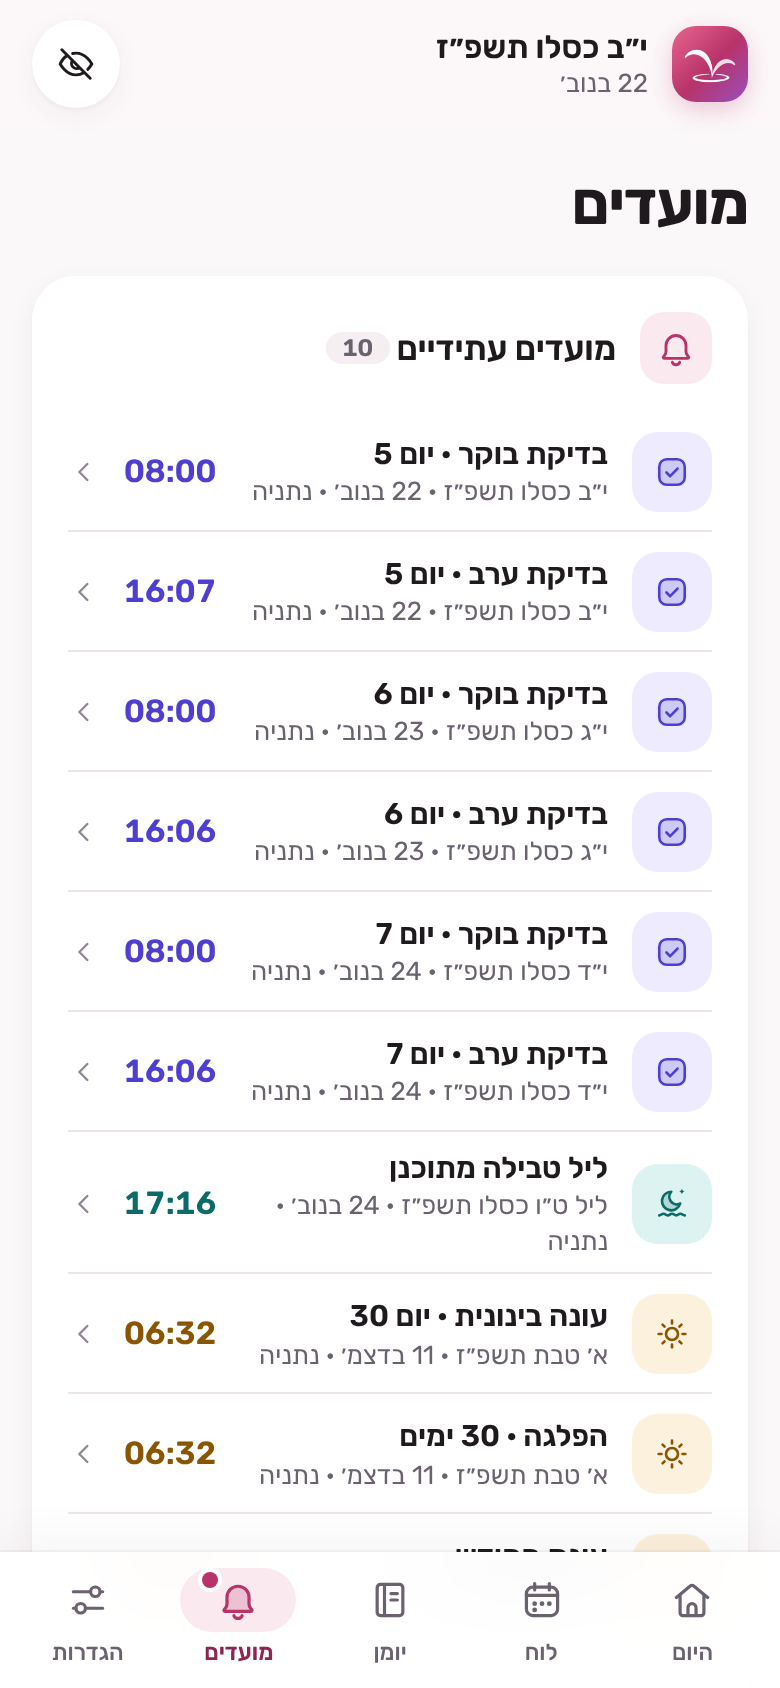 י״ב כסלו תשפ״ז
22 בנוב׳
מועדים
מועדים עתידיים 10
בדיקת בוקר • יום 5
י״ב כסלו תשפ״ז • 22 בנוב׳ • נתניה
08:00
בדיקת ערב • יום 5
י״ב כסלו תשפ״ז • 22 בנוב׳ • נתניה
16:07
בדיקת בוקר • יום 6
י״ג כסלו תשפ״ז • 23 בנוב׳ • נתניה
08:00
בדיקת ערב • יום 6
י״ג כסלו תשפ״ז • 23 בנוב׳ • נתניה
16:06
בדיקת בוקר • יום 7
י״ד כסלו תשפ״ז • 24 בנוב׳ • נתניה
08:00
בדיקת ערב • יום 7
י״ד כסלו תשפ״ז • 24 בנוב׳ • נתניה
16:06
ליל טבילה מתוכנן
ליל ט״ו כסלו תשפ״ז • 24 בנוב׳ •
נתניה
17:16
עונה בינונית • יום 30
א׳ טבת תשפ״ז • 11 בדצמ׳ • נתניה
06:32
הפלגה • 30 ימים
א׳ טבת תשפ״ז • 11 בדצמ׳ • נתניה
06:32
היום
לוח
יומן
מועדים
הגדרות